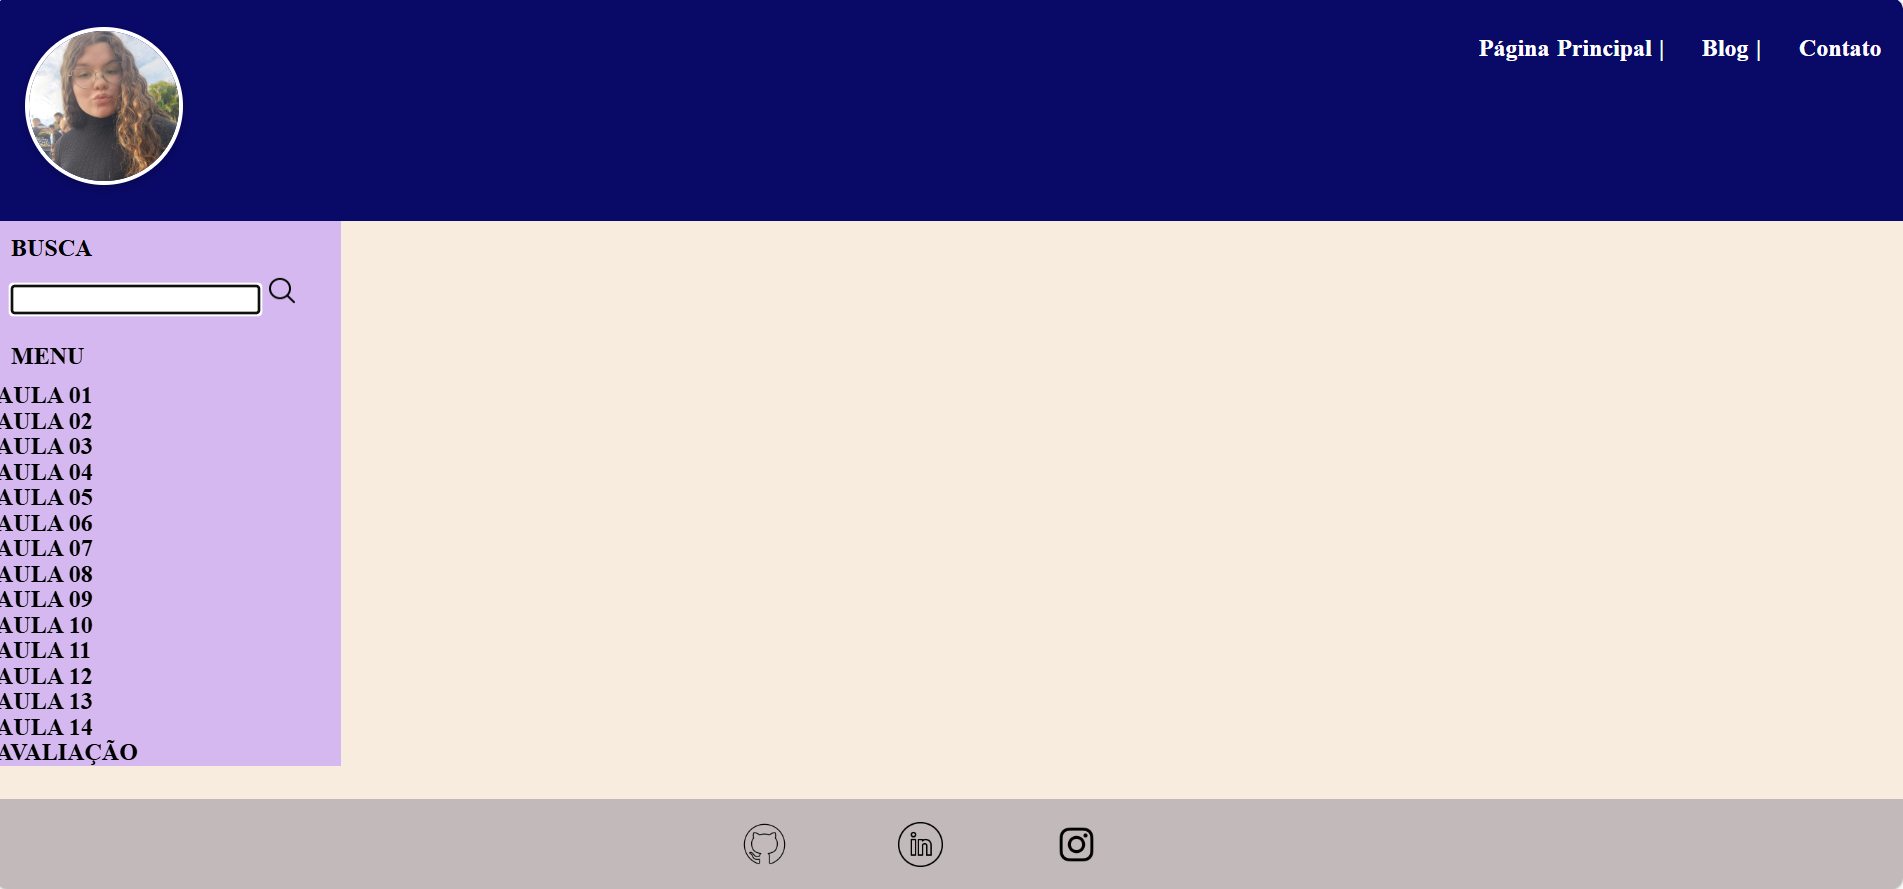 Página Principal | Blog | Contato
BUSCA
MENU
AULA 01
AULA 02
AULA 03
AULA 04
AULA 05
AULA 06
AULA 07
AULA 08
AULA 09
AULA 10
AULA 11
AULA 12
AULA 13
AULA 14
AVALIAÇÃO
in